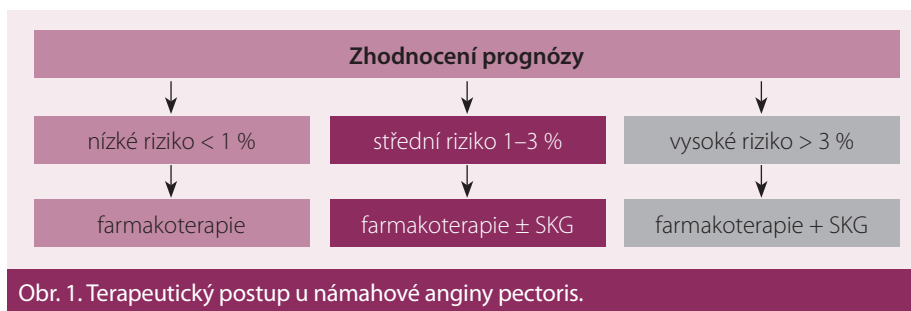 Zhodnocení prognózy
nízké riziko < 1 %
střední riziko 1–3 %
vysoké riziko > 3 %
farmakoterapie
farmakoterapie ± SKG
farmakoterapie + SKG
Obr. 1. Terapeutický postup u námahové anginy pectoris.